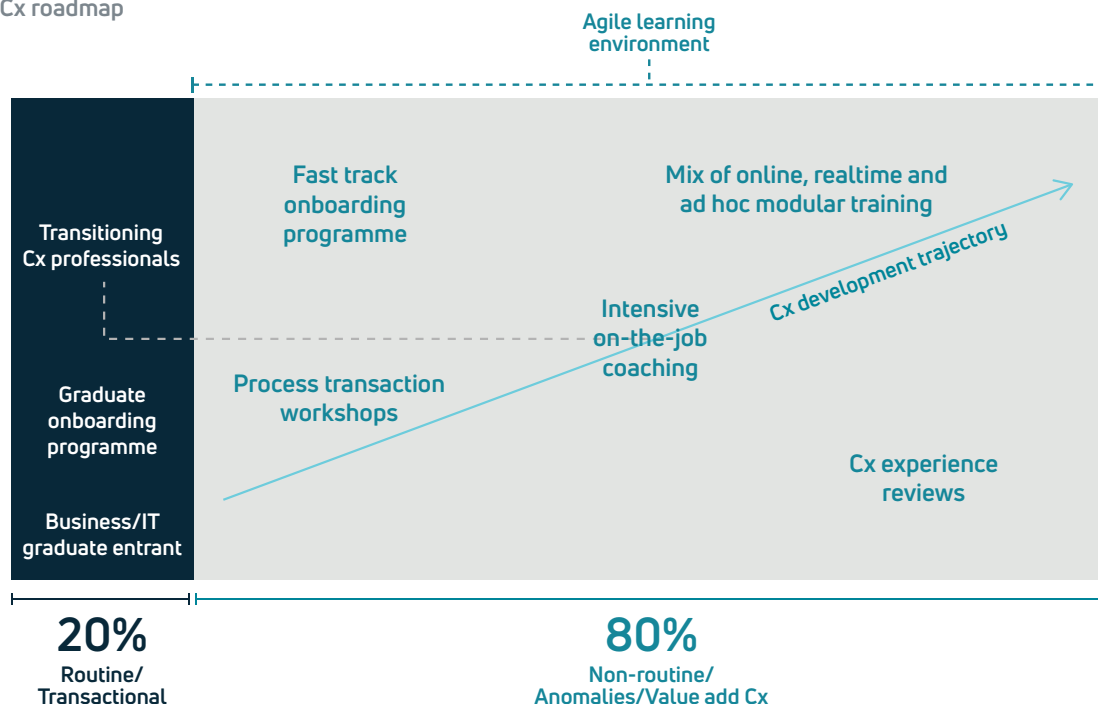 Cx roadmap
Agile learning
environment
Transitioning
Cx professionals
Graduate
onboarding
programme
Business/IT
graduate entrant
Fast track
onboarding
programme
Mix of online, realtime and
ad hoc modular training
Cx development trajectory
Intensive
on-the-job
coaching
Process transaction
workshops
Cx experience
reviews
20%
Routine/
Transactional
80%
Non-routine/
Anomalies/Value add Cx